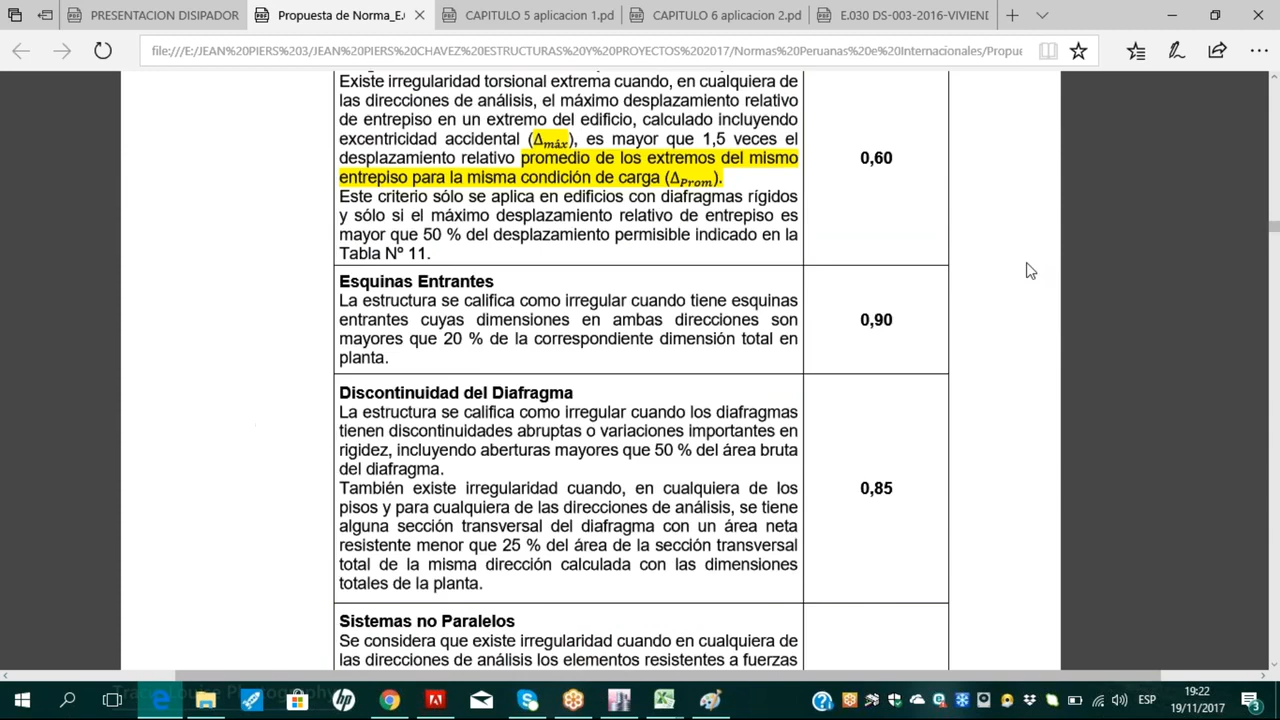 PRESENTACION DISIPADOR
Propuesta de Norma_E.
CAPITULO 5 aplicacion 1.pd
CAPITULO 6 aplicacion 2.pd
E.030 DS-003-2016-VIVIEND
file:///E:/JEAN%20PIERS%203/JEAN%20PIERS%20CHAVEZ%20ESTRUCTURAS%20Y%20PROYECTOS%202017/Normas%20Peruanas%20e%20Internacionales/Propue
Existe irregularidad torsional extrema cuando, en cualquiera de
las direcciones de análisis, el máximo desplazamiento relativo
de entrepiso en un extremo del edificio, calculado incluyendo
excentricidad accidental (Δmáx), es mayor que 1,5 veces el
desplazamiento relativo promedio de los extremos del mismo
entrepiso para la misma condición de carga (ΔProm).
Este criterio sólo se aplica en edificios con diafragmas rígidos
y sólo si el máximo desplazamiento relativo de entrepiso es
mayor que 50 % del desplazamiento permisible indicado en la
Tabla Nº 11.
0,60
Esquinas Entrantes
La estructura se califica como irregular cuando tiene esquinas
entrantes cuyas dimensiones en ambas direcciones son
mayores que 20 % de la correspondiente dimensión total en
planta.
0,90
Discontinuidad del Diafragma
La estructura se califica como irregular cuando los diafragmas
tienen discontinuidades abruptas o variaciones importantes en
rigidez, incluyendo aberturas mayores que 50 % del área bruta
del diafragma.
También existe irregularidad cuando, en cualquiera de los
pisos y para cualquiera de las direcciones de análisis, se tiene
alguna sección transversal del diafragma con un área neta
resistente menor que 25 % del área de la sección transversal
total de la misma dirección calculada con las dimensiones
totales de la planta.
0,85
Sistemas no Paralelos
Se considera que existe irregularidad cuando en cualquiera de
las direcciones de análisis los elementos resistentes a fuerzas
ESP
19:22
19/11/2017
3